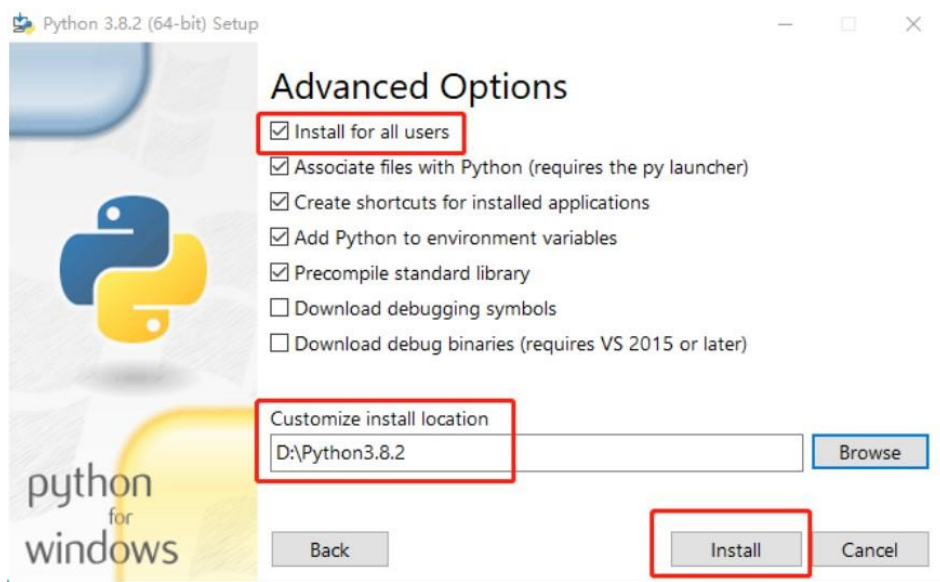 Python 3.8.2 (64-bit) Setup
Advanced Options
Install for all users
Associate files with Python (requires the py launcher)
Create shortcuts for installed applications
Add Python to environment variables
Precompile standard library
Download debugging symbols
Download debug binaries (requires VS 2015 or later)
Customize install location
D:\Python3.8.2
Browse
python
for
windows
Back
Install
Cancel